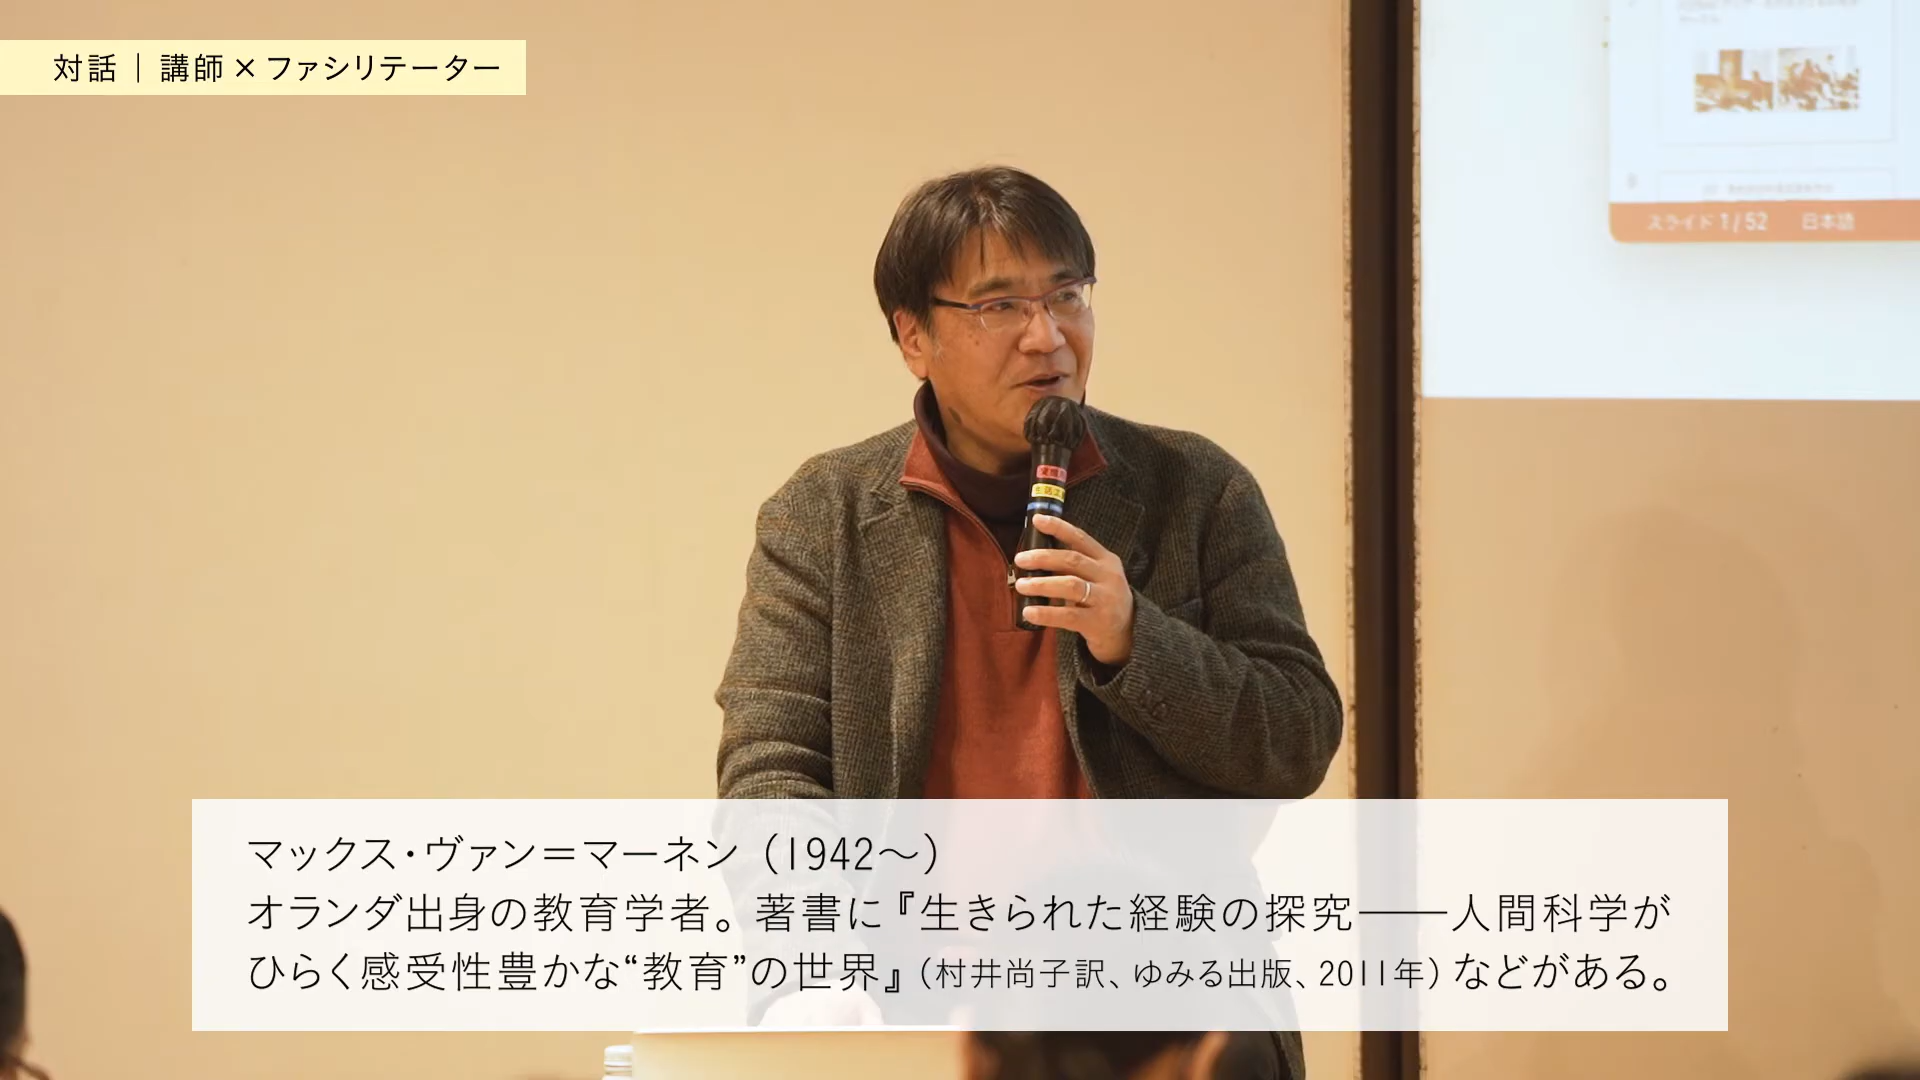 対話｜講師×ファシリテーター
スライド 1 / 52 日本語
マックス・ヴァン＝マーネン（1942〜）
オランダ出身の教育学者。著書に『生きられた経験の探究――人間科学が
ひらく感受性豊かな“教育”の世界』（村井尚子訳、ゆみる出版、2011年）などがある。